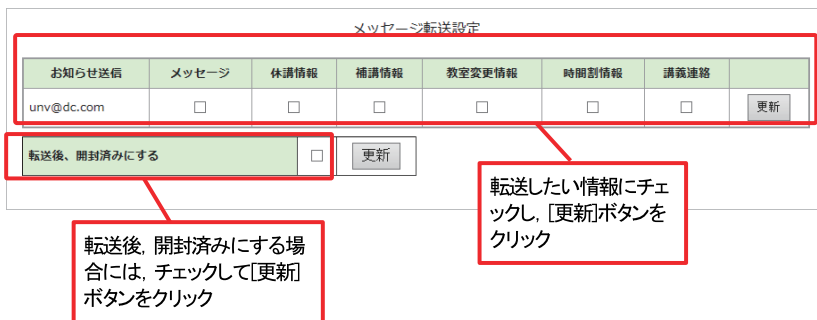 メッセージ転送設定
お知らせ送信 メッセージ 休講情報 補講情報 教室変更情報 時間割情報 講義連絡
unv@dc.com 更新
転送後、開封済みにする 更新
転送したい情報にチェ
ックし，[更新]ボタンを
クリック
転送後，開封済みにする場
合には，チェックして[更新]
ボタンをクリック